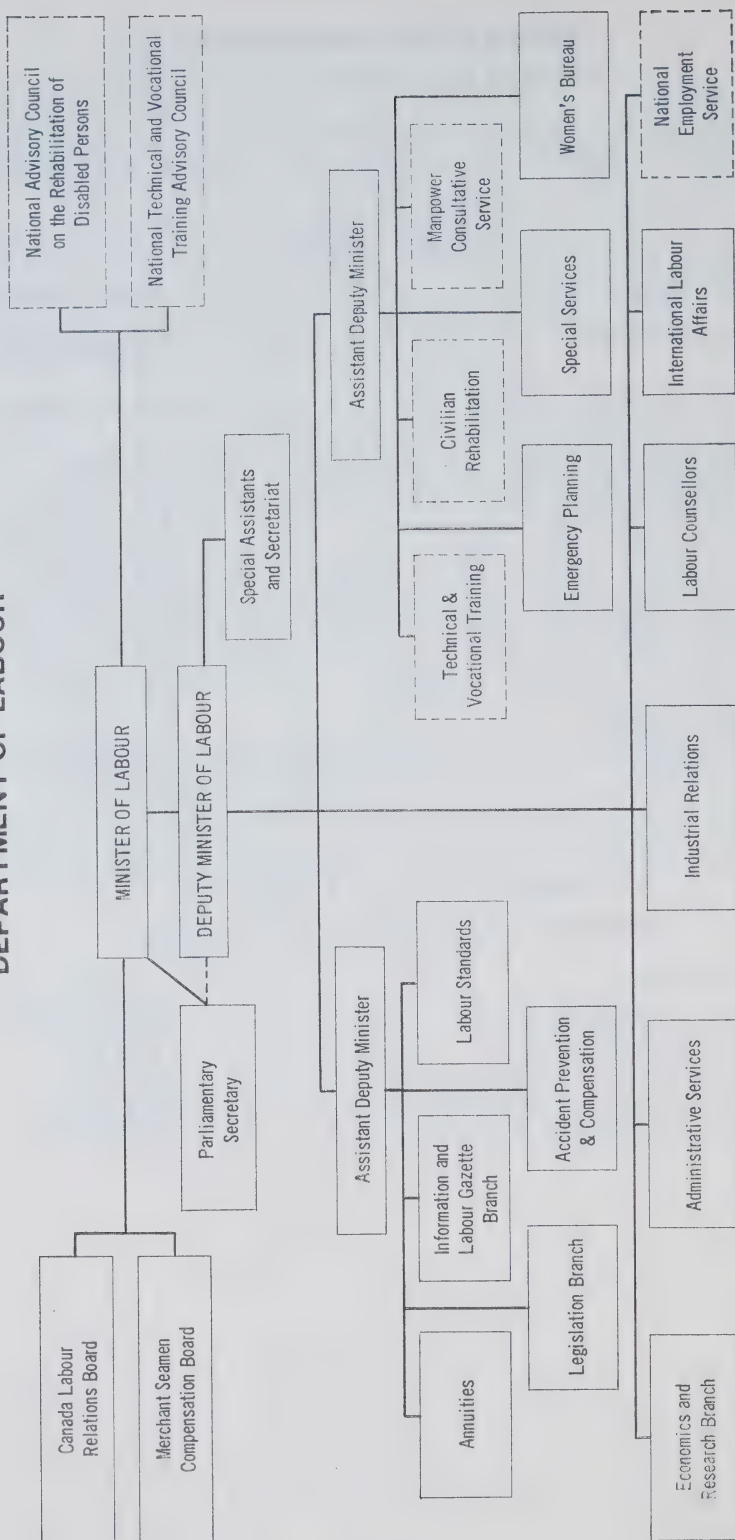 DEPARTMENT OF LABOUR
MINISTER OF LABOUR
DEPUTY MINISTER OF LABOUR
Canada Labour
Relations Board
Merchant Seamen
Compensation Board
Parliamentary
Secretary
Special Assistants
and Secretariat
National Advisory Council
on the Rehabilitation of
Disabled Persons
National Technical and Vocational
Training Advisory Council
Assistant Deputy Minister
Annuities
Information and
Labour Gazette
Branch
Labour Standards
Legislation Branch
Accident Prevention
& Compensation
Assistant Deputy Minister
Technical &
Vocational Training
Civilian
Rehabilitation
Manpower
Consultative
Service
Emergency Planning
Special Services
Women's Bureau
Economics and
Research Branch
Administrative Services
Industrial Relations
Labour Counsellors
International Labour
Affairs
National
Employment
Service